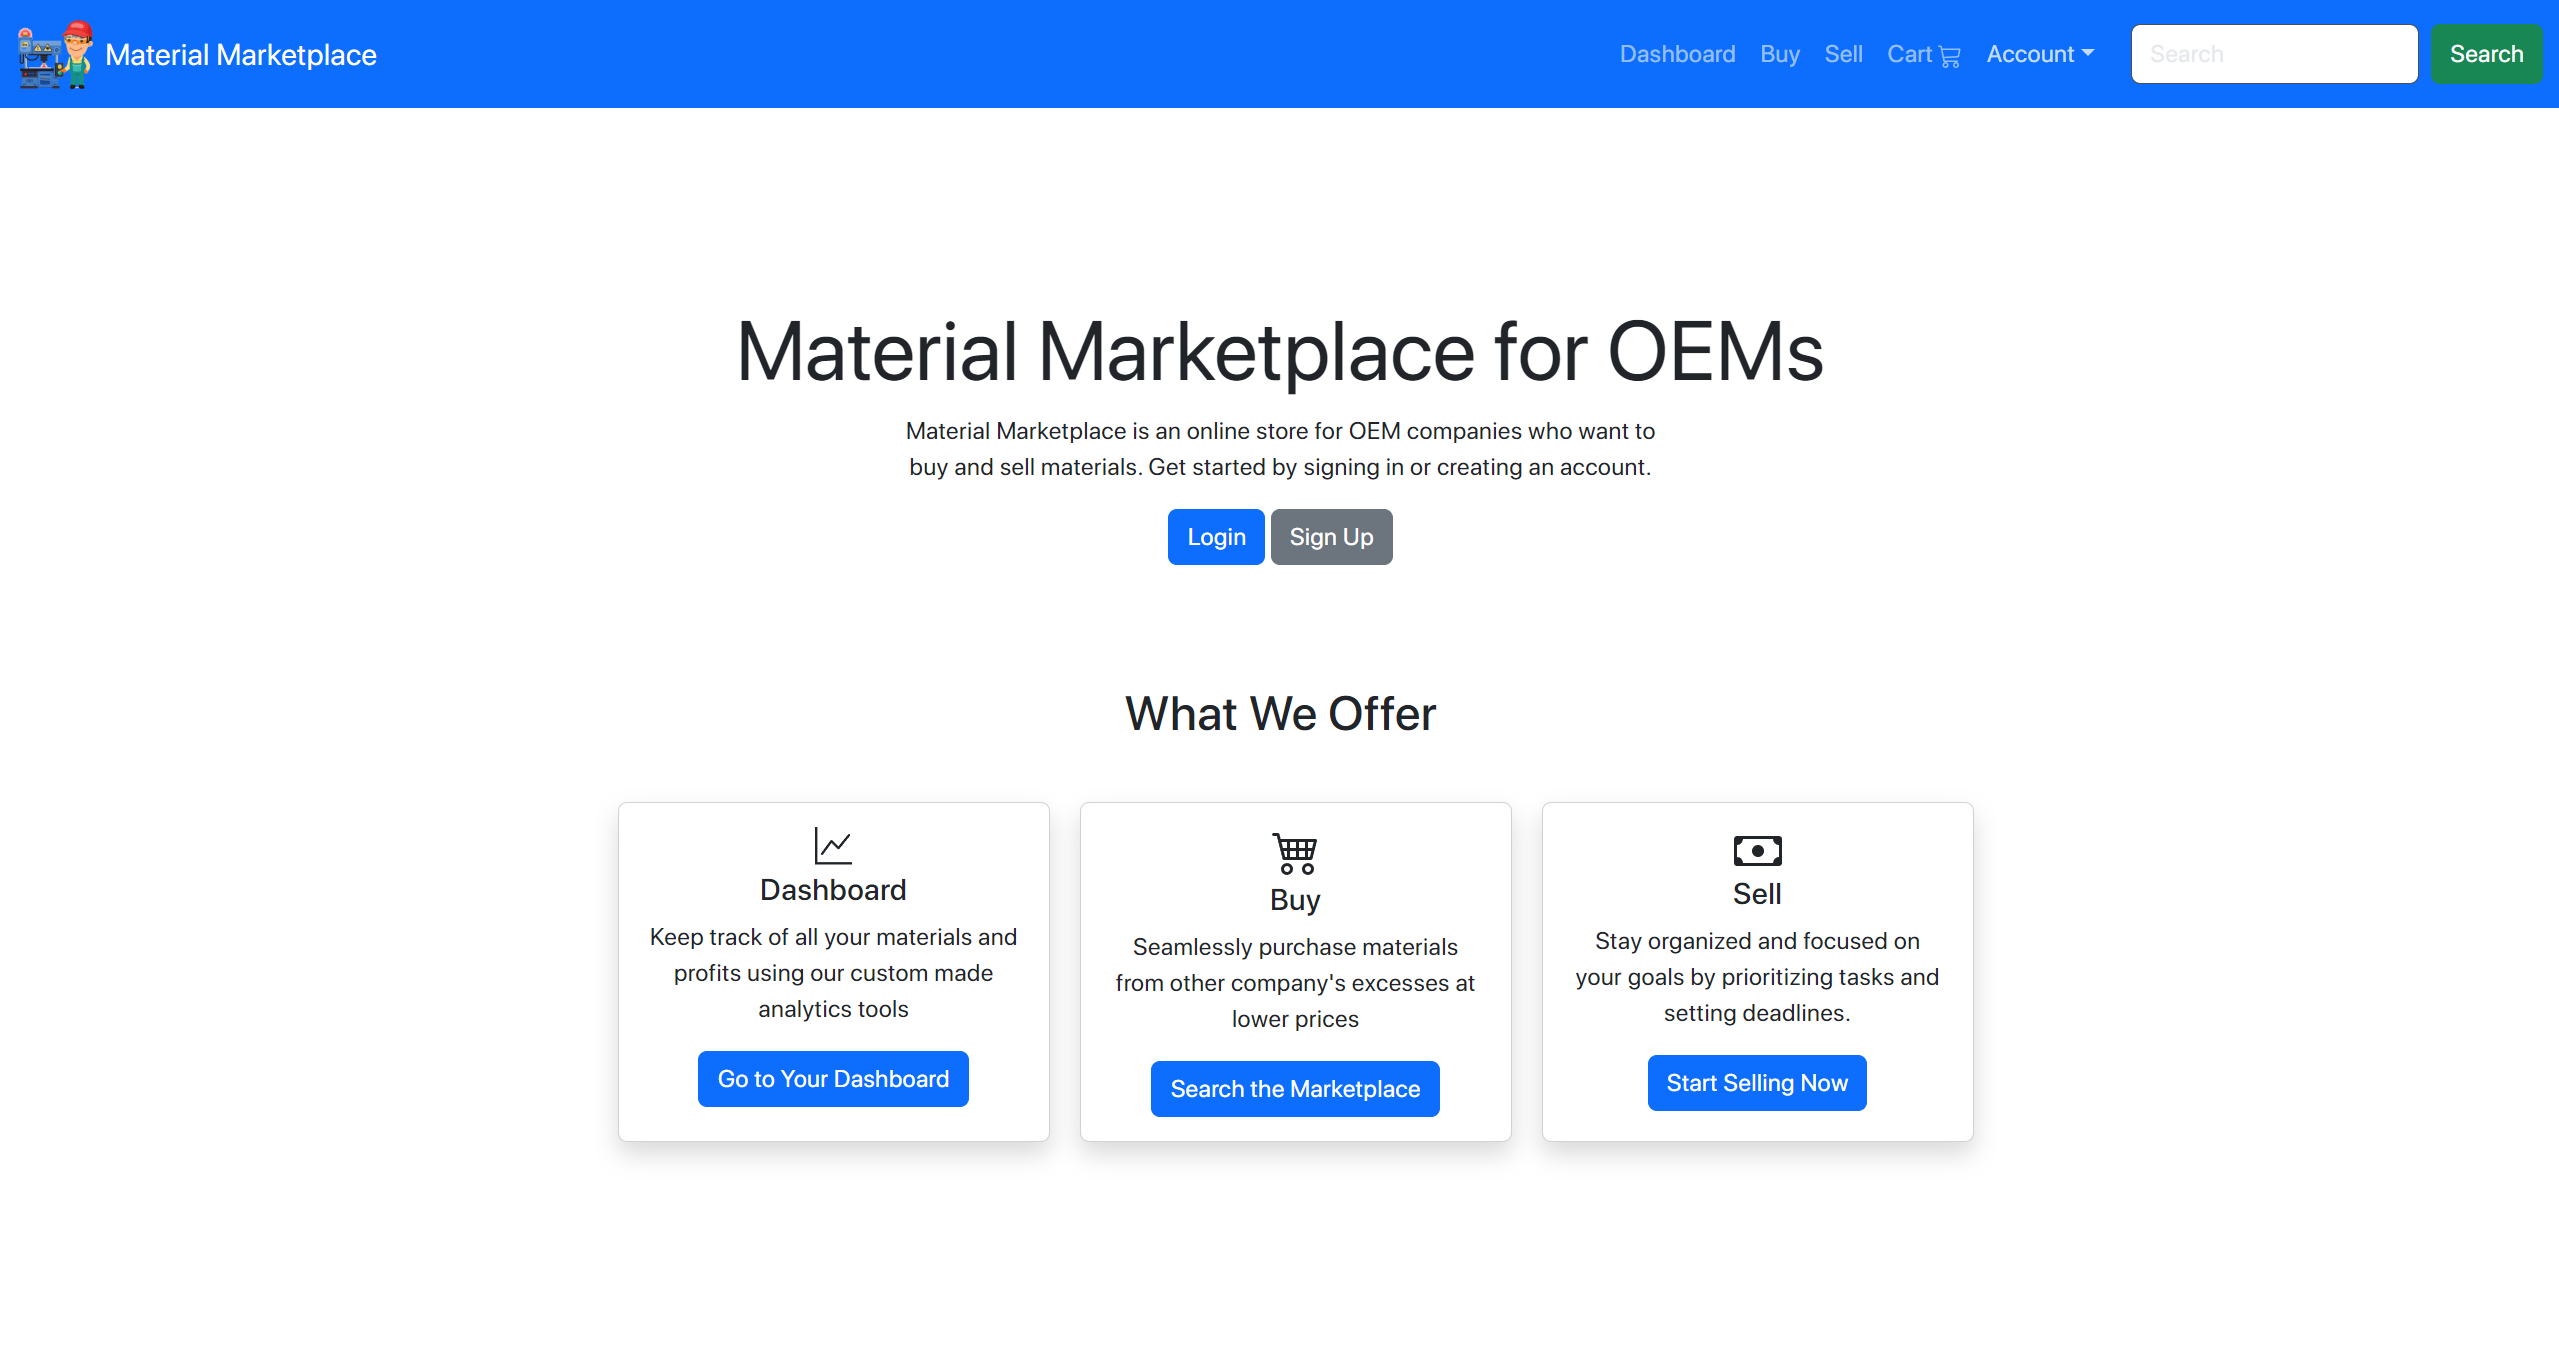 Material Marketplace
Dashboard Buy Sell Cart Account Search Search
Material Marketplace for OEMs
Material Marketplace is an online store for OEM companies who want to
buy and sell materials. Get started by signing in or creating an account.
Login Sign Up
What We Offer
Dashboard
Keep track of all your materials and
profits using our custom made
analytics tools
Go to Your Dashboard
Buy
Seamlessly purchase materials
from other company's excesses at
lower prices
Search the Marketplace
Sell
Stay organized and focused on
your goals by prioritizing tasks and
setting deadlines.
Start Selling Now